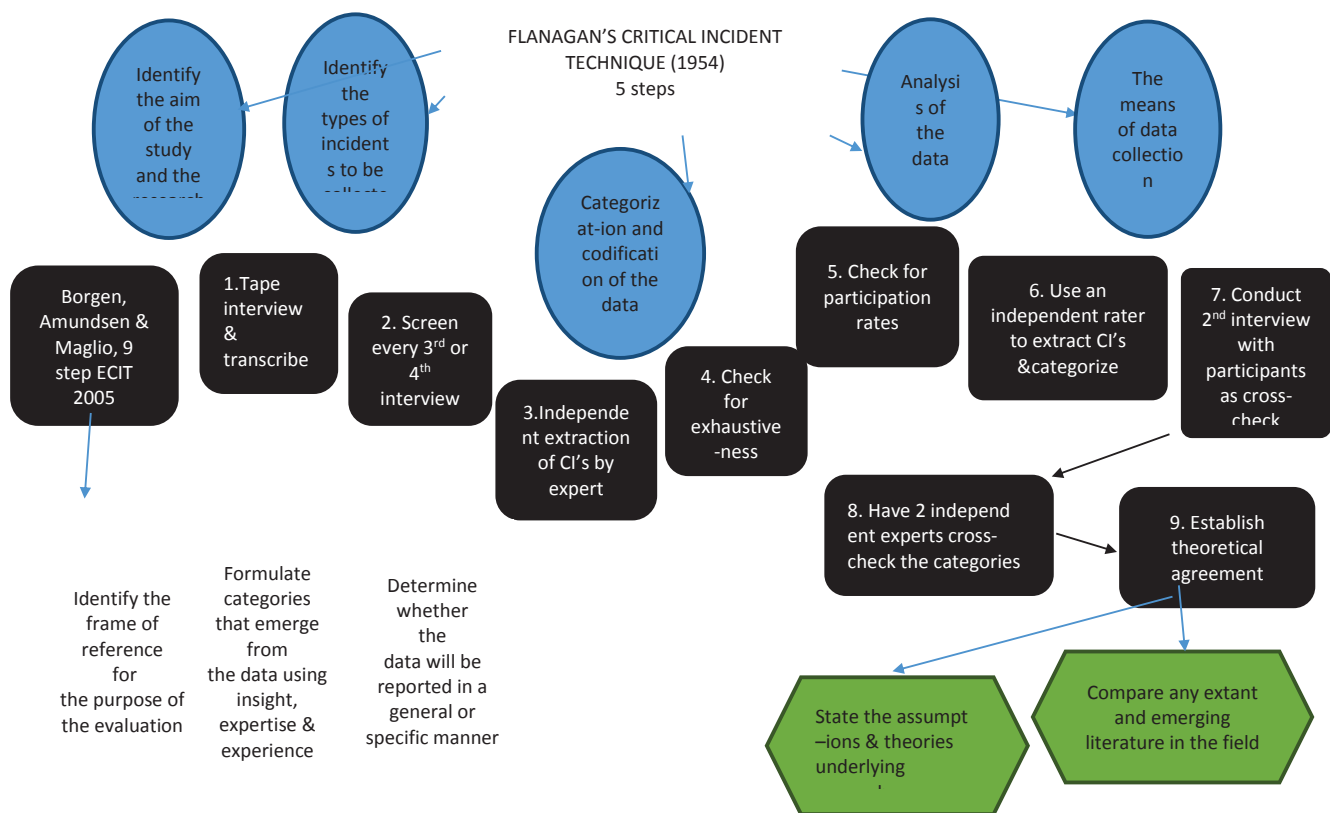 FLANAGAN'S CRITICAL INCIDENT
TECHNIQUE (1954)
5 steps
Identify
the aim
of the
study
and the
research
Identify
the
types of
incident
s to be
Categoriz
at-ion and
codificati
on of the
data
Analysi
s of
the
data
The
means
of data
collectio
n
Borgen,
Amundsen &
Maglio, 9
step ECIT
2005
1.Tape
interview
&
transcribe
2. Screen
every 3rd or
4th
interview
3.Independe
nt extraction
of CI's by
expert
4. Check
for
exhaustive
-ness
5. Check for
participation
rates
6. Use an
independent rater
to extract CI's
&categorize
7. Conduct
2nd interview
with
participants
as cross-
check
8. Have 2 independ
ent experts cross-
check the categories
9. Establish
theoretical
agreement
Identify the
frame of
reference
for
the purpose of
the evaluation
Formulate
categories
that emerge
from
the data using
insight,
expertise &
experience
Determine
whether
the
data will be
reported in a
general or
specific manner
State the assumpt
–ions & theories
underlying
Compare any extant
and emerging
literature in the field